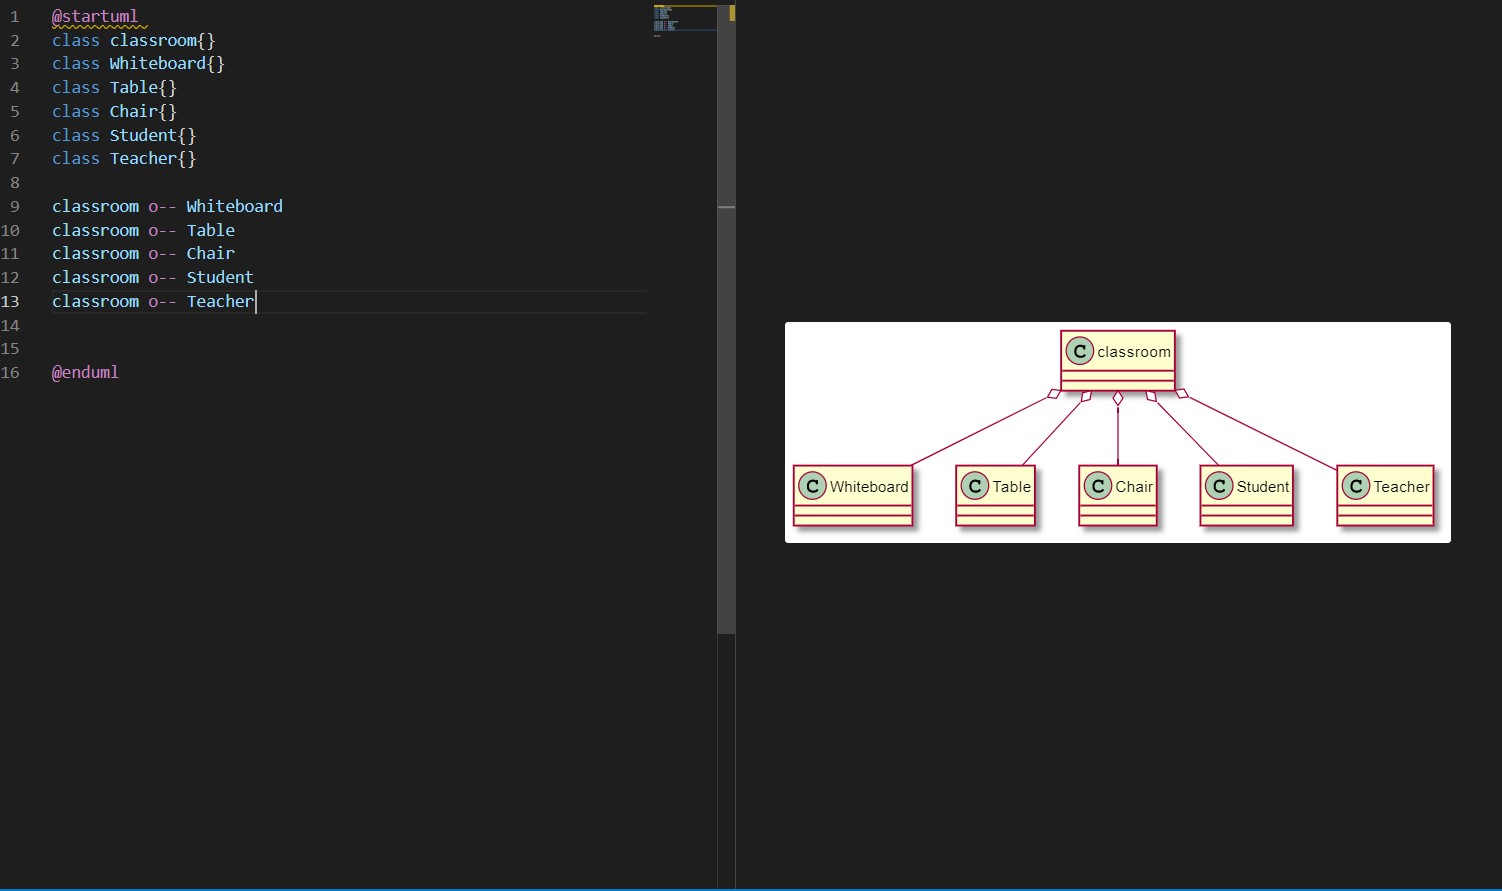 1 @startuml
2 class classroom{}
3 class Whiteboard{}
4 class Table{}
5 class Chair{}
6 class Student{}
7 class Teacher{}
8
9 classroom o-- Whiteboard
10 classroom o-- Table
11 classroom o-- Chair
12 classroom o-- Student
13 classroom o-- Teacher
14
15
16 @enduml
C classroom
C Whiteboard C Table C Chair C Student C Teacher